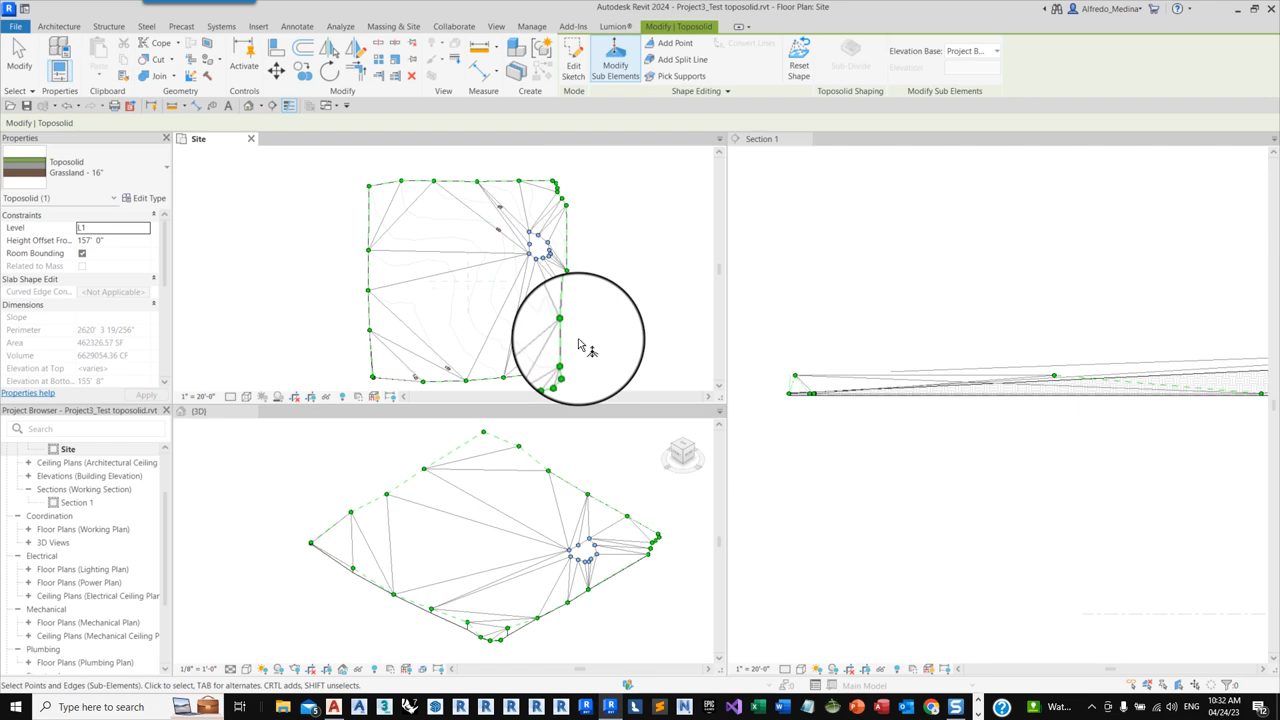 Autodesk Revit 2024 - Project3_Test toposolid.rvt - Floor Plan: Site
Alfredo_Medina
File Architecture Structure Steel Precast Systems Insert Annotate Analyze Massing & Site Collaborate View Manage Add-Ins Lumion® Modify | Toposolid
Modify
Properties
Cope
Cut
Join
Activate
Edit
Sketch
Modify
Sub Elements
Add Point
Add Split Line
Pick Supports
Convert Lines
Reset
Shape
Sub-Divide
Elevation Base: Project B...
Elevation:
Select Properties Clipboard Geometry Controls Modify View Measure Create Mode Shape Editing Toposolid Shaping Modify Sub Elements
Modify | Toposolid
Properties
Toposolid
Grassland - 16"
Toposolid (1)
Edit Type
Constraints
Level L1
Height Offset Fro... 157' 0"
Room Bounding
Related to Mass
Slab Shape Edit
Curved Edge Con... <Not Applicable>
Dimensions
Slope
Perimeter 2620' 3 19/256"
Area 462326.57 SF
Volume 6629054.36 CF
Elevation at Top <varies>
Elevation at Botto... 155' 8"
Properties help Apply
Project Browser - Project3_Test toposolid.rvt
Search
Site
Ceiling Plans (Architectural Ceiling
Elevations (Building Elevation)
Sections (Working Section)
Section 1
Coordination
Floor Plans (Working Plan)
3D Views
Electrical
Floor Plans (Lighting Plan)
Floor Plans (Power Plan)
Ceiling Plans (Electrical Ceiling Plar
Mechanical
Floor Plans (Mechanical Plan)
Ceiling Plans (Mechanical Ceiling P
Plumbing
Floor Plans (Plumbing Plan)
Site
1" = 20'-0"
{3D}
1/8" = 1'-0"
Section 1
1" = 20'-0"
Select Points and Edges (Sub-Elements). Click to select, TAB for alternates. CRTL adds, SHIFT unselects.
:0
Main Model
:0
Type here to search
Wat...
10:32 AM
04/24/23